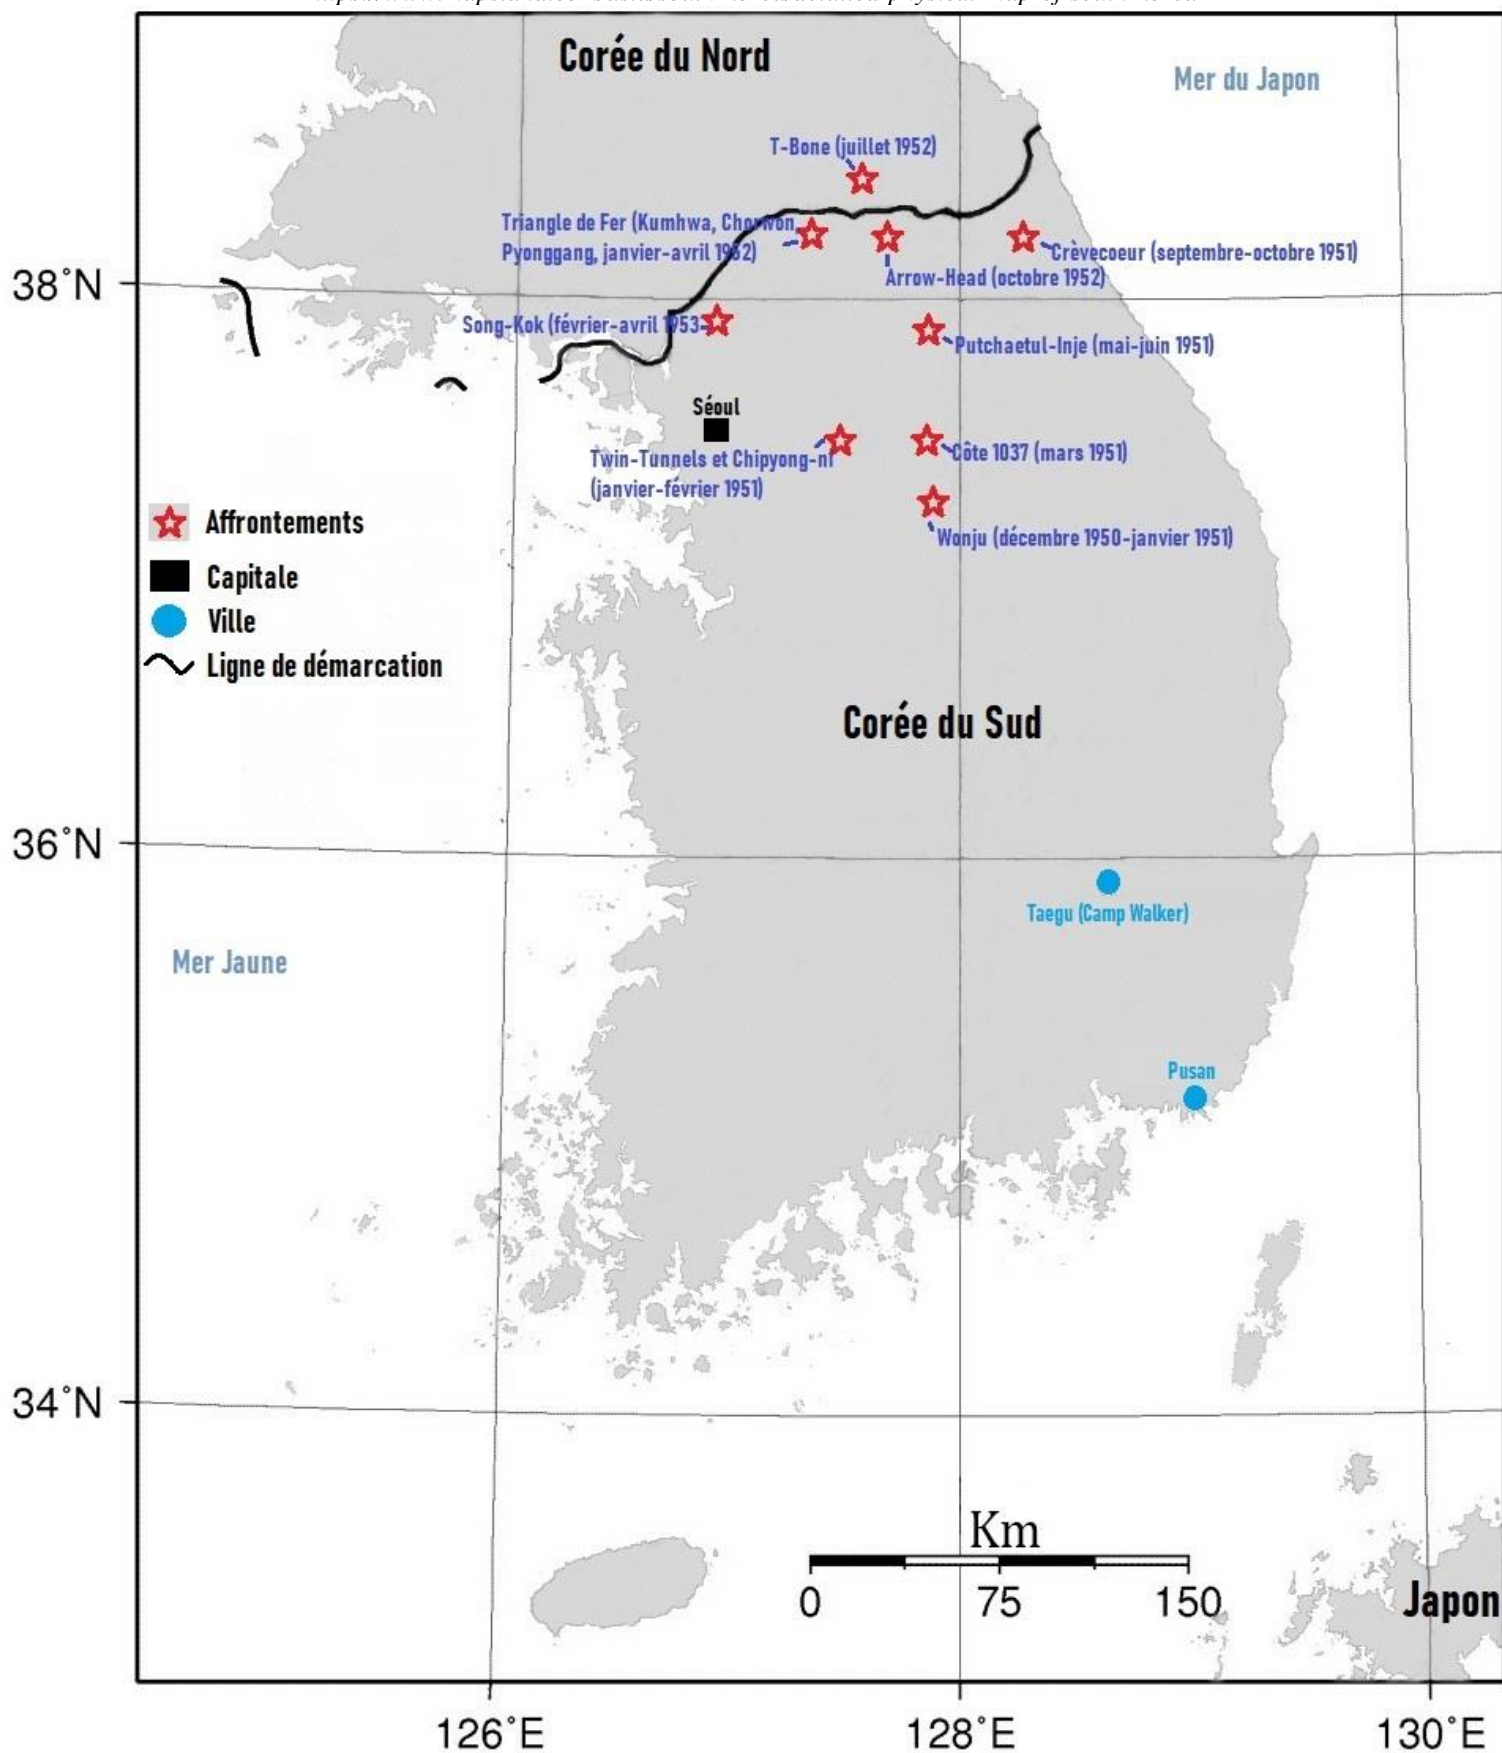 Corée du Nord
Mer du Japon
T-Bone (juillet 1952)
Triangle de Fer (Kumhwa, Chorwon,
Pyonggang, janvier-avril 1952)
Crèvecoeur (septembre-octobre 1951)
Arrow-Head (octobre 1952)
38°N
Song-Kok (février-avril 1953
Putchaetul-Inje (mai-juin 1951)
Séoul
Twin-Tunnels et Chipyong-ni
(janvier-février 1951)
Côte 1037 (mars 1951)
Wonju (décembre 1950-janvier 1951)
Affrontements
Capitale
Ville
Ligne de démarcation
Corée du Sud
36°N
Taegu (Camp Walker)
Mer Jaune
Pusan
34°N
Km
0 75 150
Japon
126°E 128°E 130°E